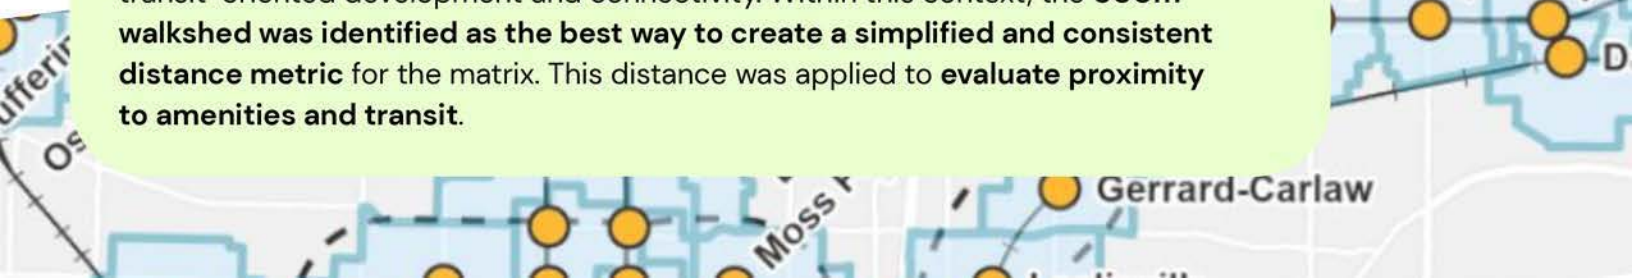 walkshed was identified as the best way to create a simplified and consistent
distance metric for the matrix. This distance was applied to evaluate proximity
to amenities and transit.
Gerrard-Carlaw
Moss